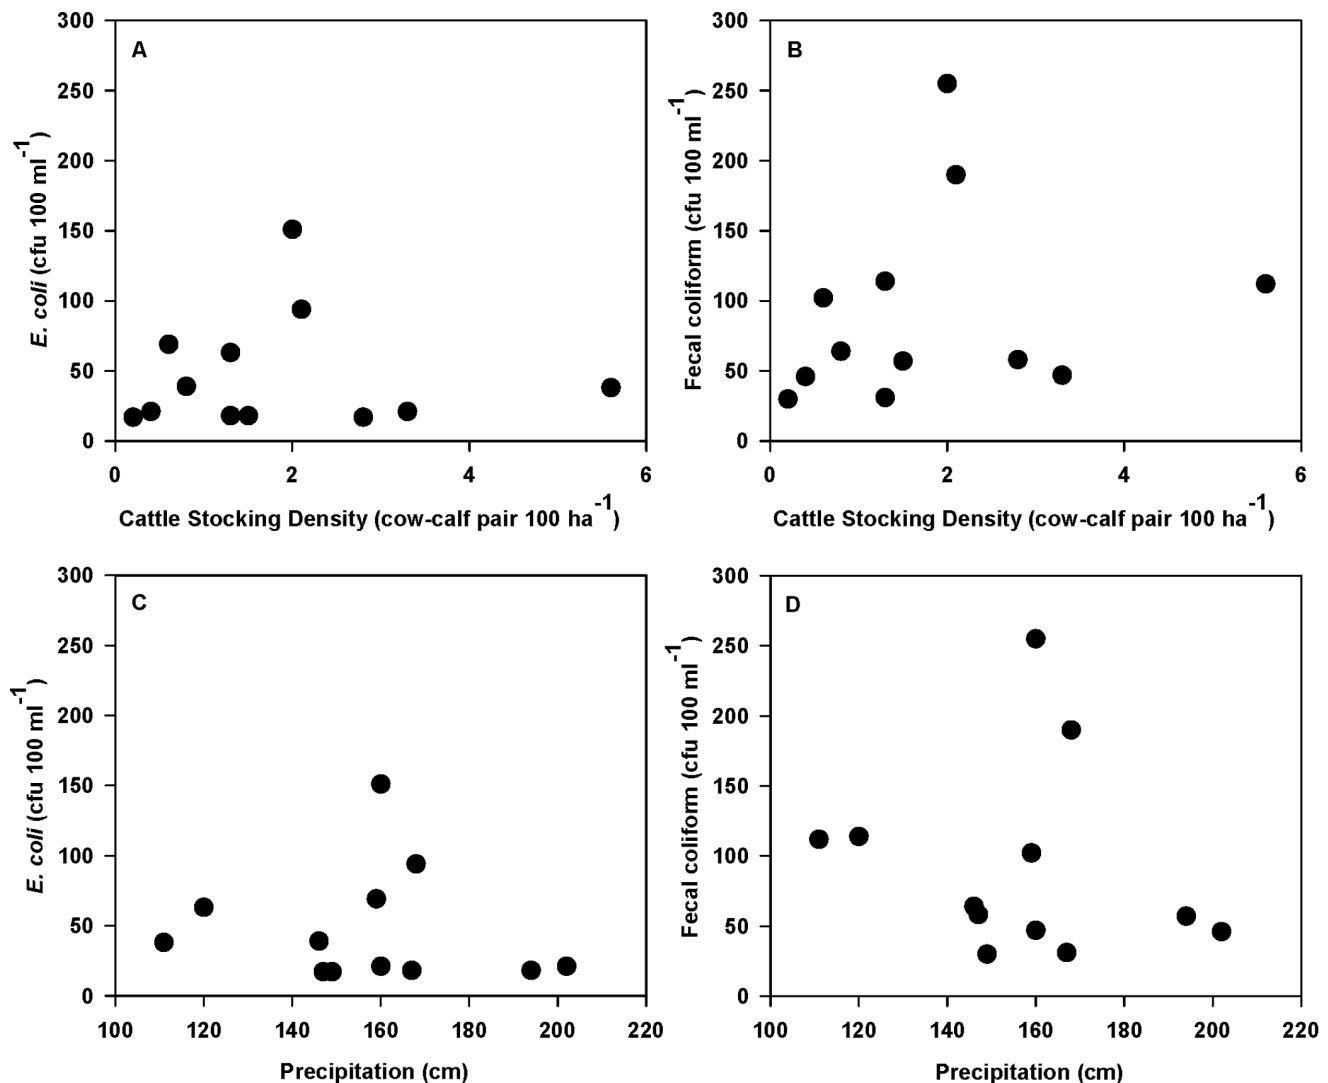 A
300
250
200
150
100
50
0
E. coli (cfu 100 ml⁻¹)
0 2 4 6
Cattle Stocking Density (cow-calf pair 100 ha⁻¹)
B
300
250
200
150
100
50
0
Fecal coliform (cfu 100 ml⁻¹)
0 2 4 6
Cattle Stocking Density (cow-calf pair 100 ha⁻¹)
C
300
250
200
150
100
50
0
E. coli (cfu 100 ml⁻¹)
100 120 140 160 180 200 220
Precipitation (cm)
D
300
250
200
150
100
50
0
Fecal coliform (cfu 100 ml⁻¹)
100 120 140 160 180 200 220
Precipitation (cm)